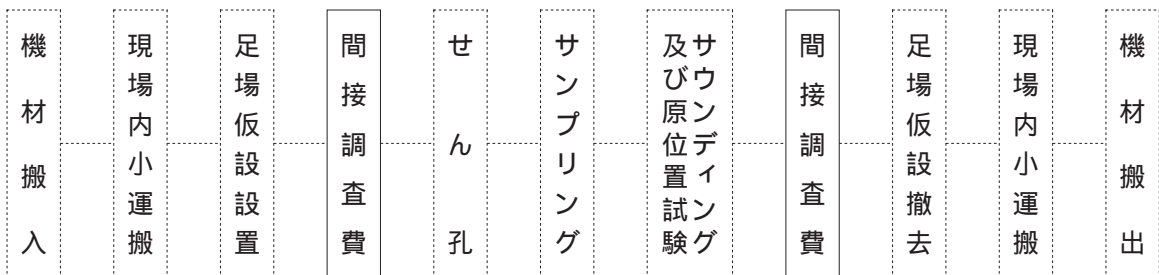 機材搬入
現場内小運搬
足場仮設設置
間接調査費
せん孔
サンプリング
サウンディング
及び原位置試験
間接調査費
足場仮設撤去
現場内小運搬
機材搬出